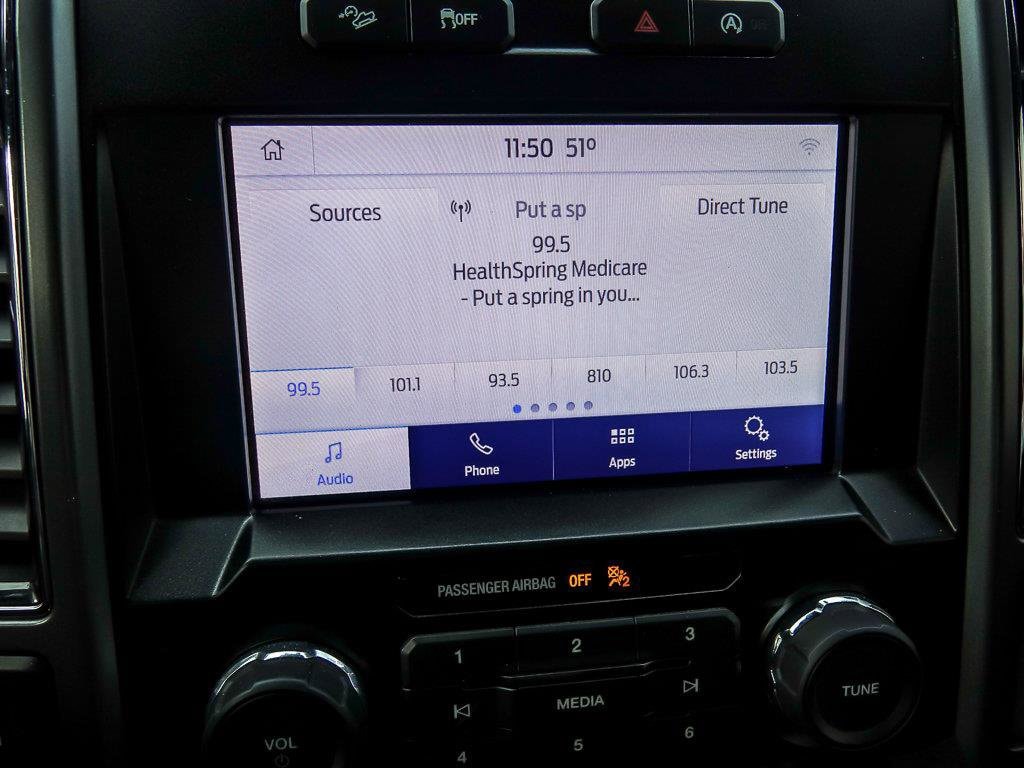 OFF
A
11:50 51°
Sources
Put a sp
Direct Tune
99.5
HealthSpring Medicare
- Put a spring in you...
99.5 101.1 93.5 810 106.3 103.5
Audio Phone Apps Settings
PASSENGER AIRBAG OFF 2
1 2 3
MEDIA
TUNE
VOL
4 5 6